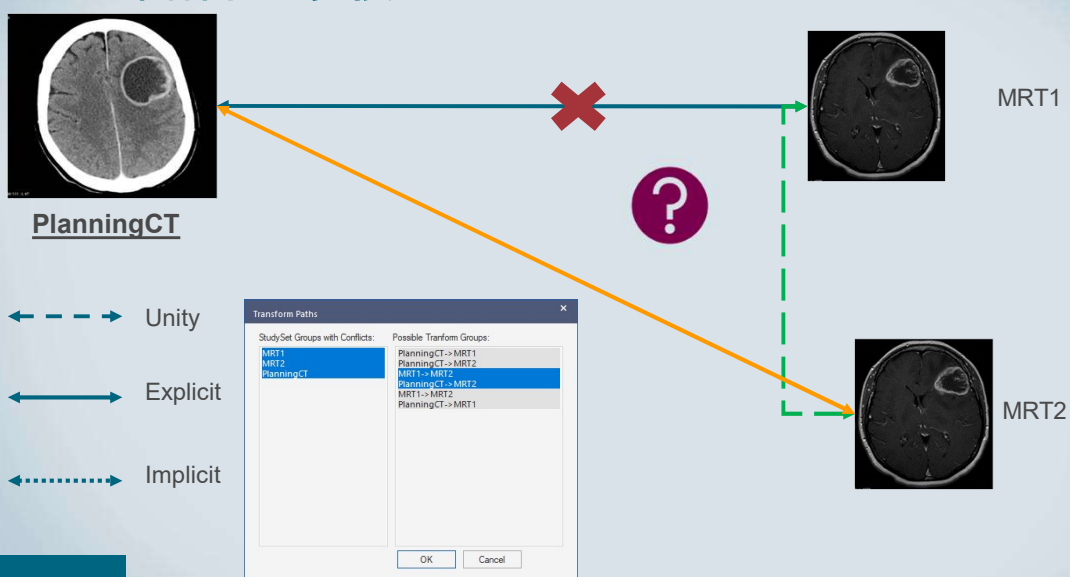 PlanningCT
MRT1
MRT2
Unity
Explicit
Implicit
Transform Paths
StudySet Groups with Conflicts:
MRT1
MRT2
PlanningCT
Possible Tranform Groups:
PlanningCT->MRT1
PlanningCT->MRT2
MRT1->MRT2
PlanningCT->MRT2
MRT1->MRT2
PlanningCT->MRT1
OK
Cancel